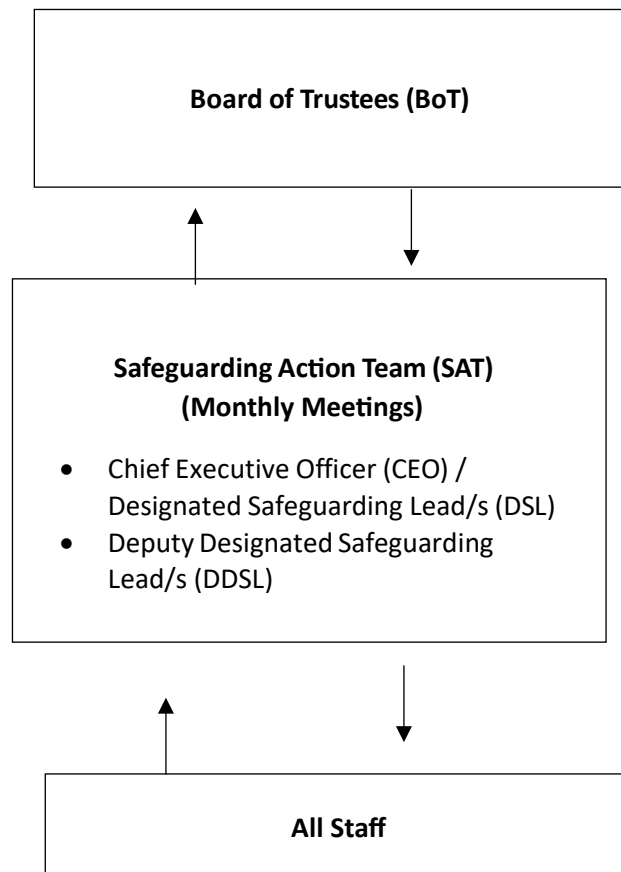 Board of Trustees (BoT)
Safeguarding Action Team (SAT)
(Monthly Meetings)
• Chief Executive Officer (CEO) /
Designated Safeguarding Lead/s (DSL)
• Deputy Designated Safeguarding
Lead/s (DDSL)
All Staff